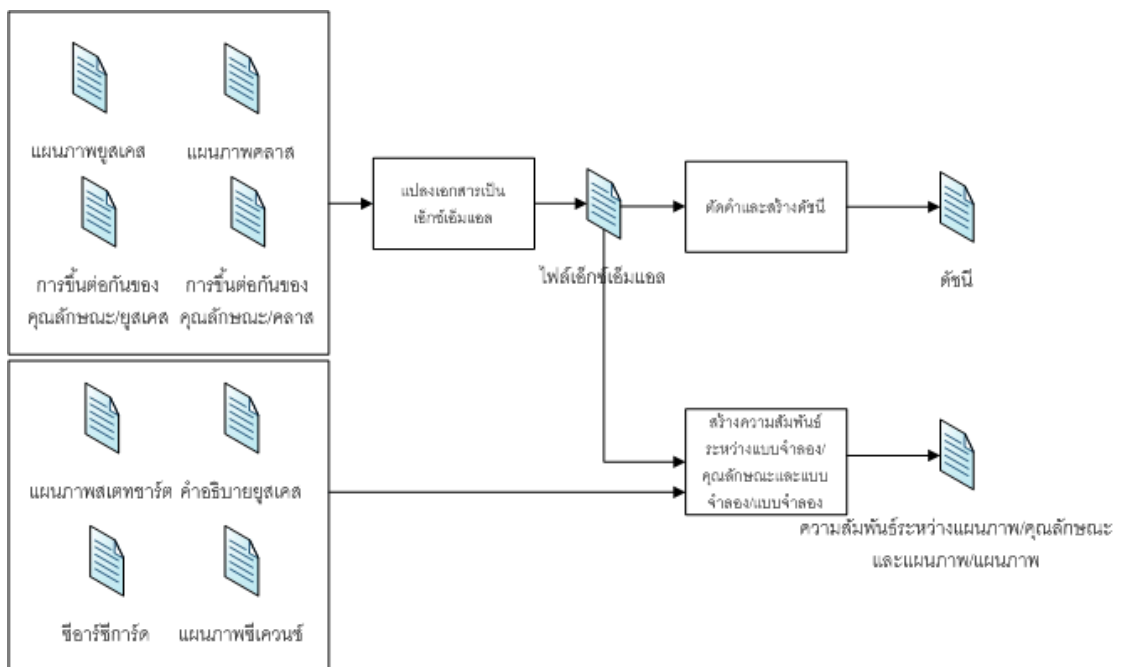 แผนภาพยูสเคส
แผนภาพคลาส
การขึ้นต่อกันของ
คุณลักษณะ/ยูสเคส
การขึ้นต่อกันของ
คุณลักษณะ/คลาส
แปลงเอกสารเป็น
เอ็กซ์เอ็มแอล
ไฟล์เอ็กซ์เอ็มแอล
ตัดคำและสร้างดัชนี
ดัชนี
แผนภาพสเตทชาร์ต
คำอธิบายยูสเคส
ซีอาร์ซีการ์ด
แผนภาพซีเควนซ์
สร้างความสัมพันธ์
ระหว่างแบบจำลอง/
คุณลักษณะและแบบ
จำลอง/แบบจำลอง
ความสัมพันธ์ระหว่างแผนภาพ/คุณลักษณะ
และแผนภาพ/แผนภาพ